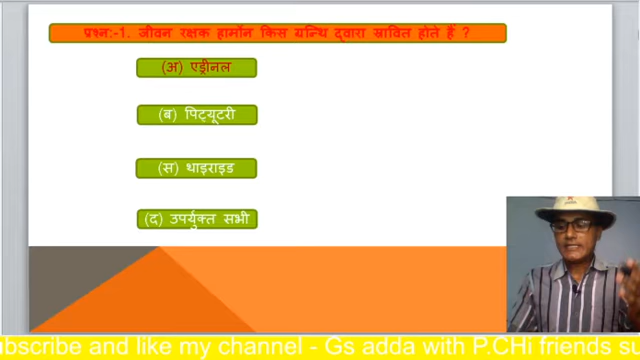 प्रश्न:-1. जीवन रक्षक हार्मोन किस ग्रन्थि द्वारा स्रावित होते हैं ?
(अ) एड्रीनल
(ब) पिट्यूटरी
(स) थाइराइड
(द) उपर्युक्त सभी
ubscribe and like my channel - Gs adda with P.CHi friends su